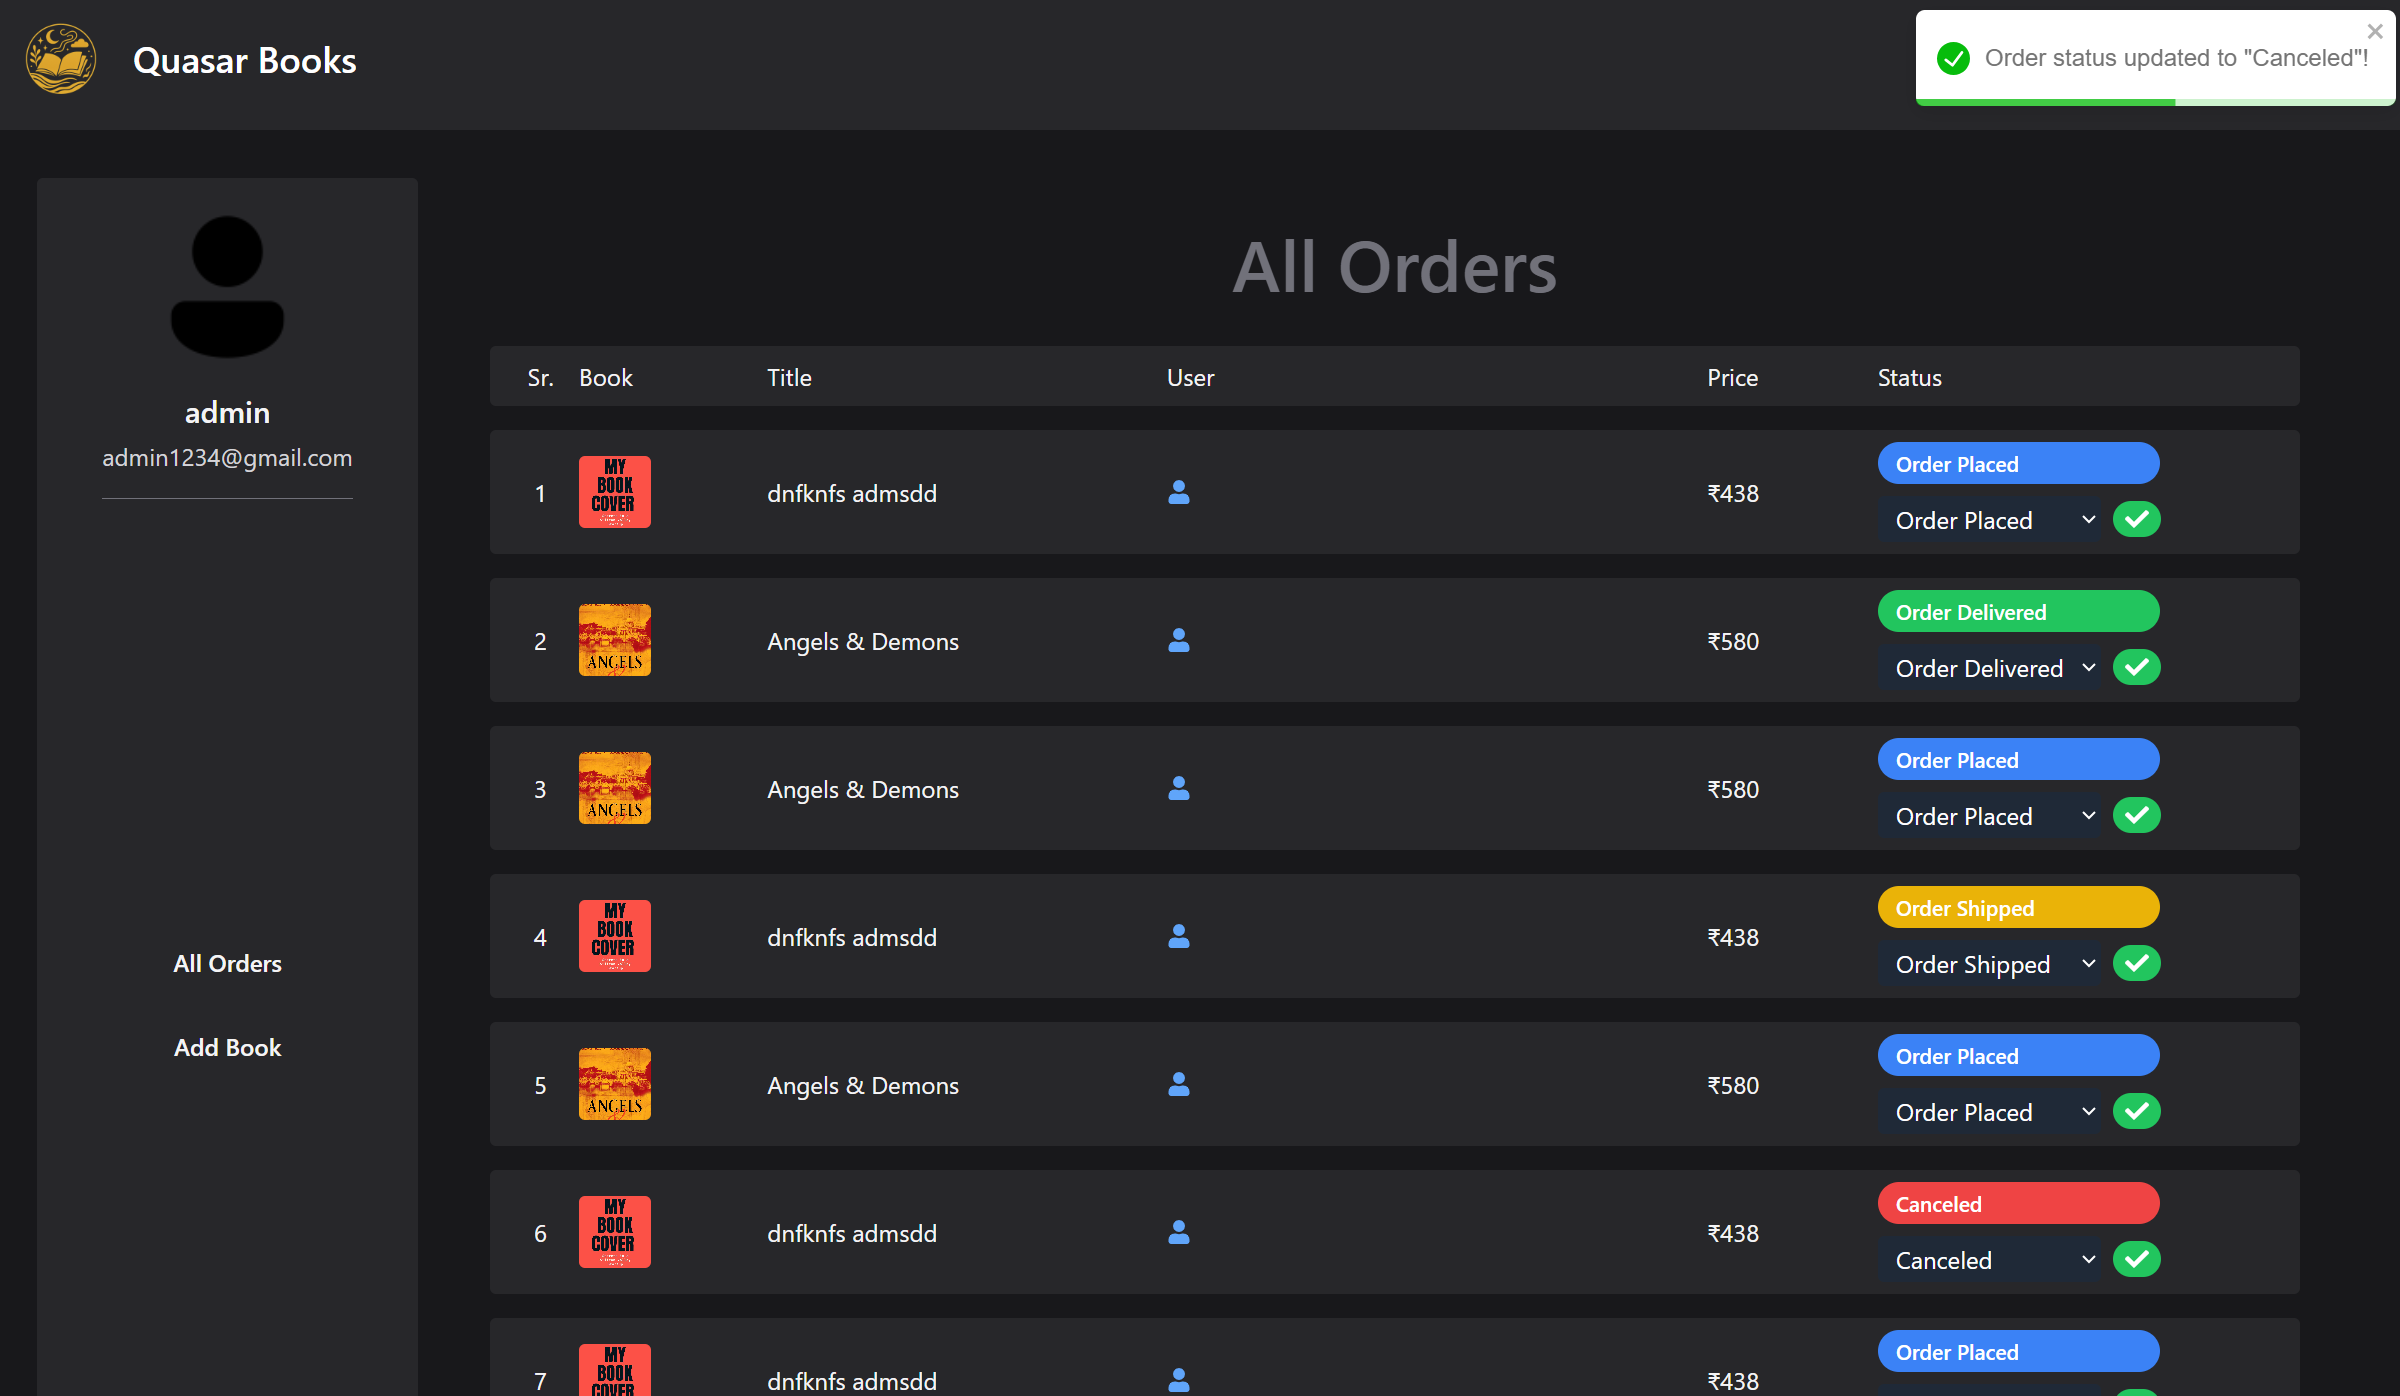 Quasar Books
Order status updated to "Canceled"!
admin
admin1234@gmail.com
All Orders
Add Book
All Orders
Sr. Book Title User Price Status
MY BOOK COVER
1 dnfknfs admsdd ₹438
Order Placed
Order Placed
ANGELS
2 Angels & Demons ₹580
Order Delivered
Order Delivered
ANGELS
3 Angels & Demons ₹580
Order Placed
Order Placed
MY BOOK COVER
4 dnfknfs admsdd ₹438
Order Shipped
Order Shipped
ANGELS
5 Angels & Demons ₹580
Order Placed
Order Placed
MY BOOK COVER
6 dnfknfs admsdd ₹438
Canceled
Canceled
MY BOOK COVER
7 dnfknfs admsdd ₹438
Order Placed